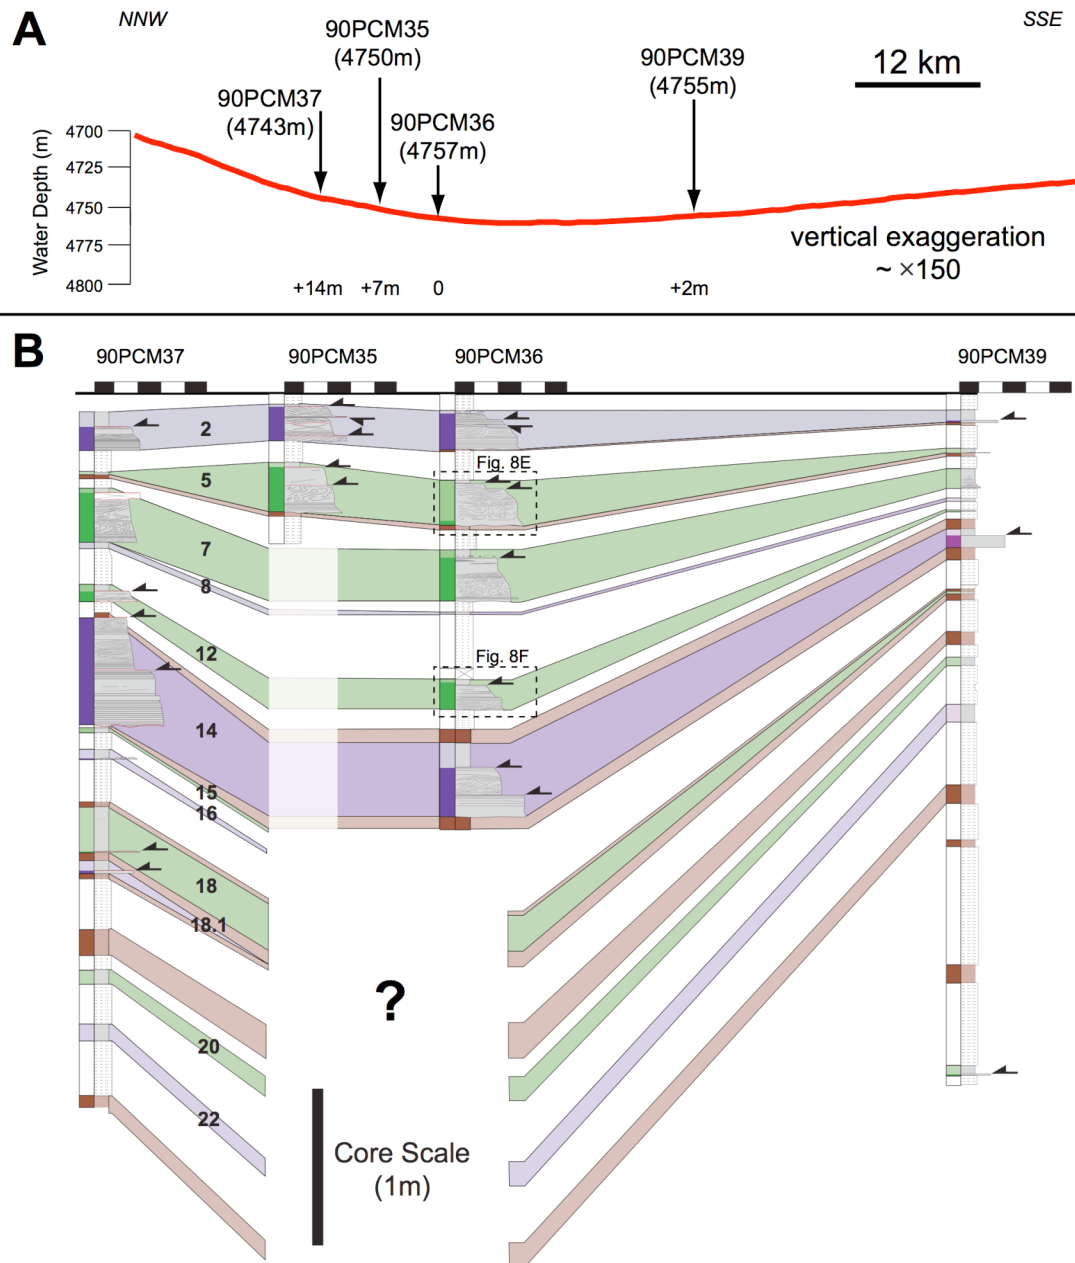 A
NNW
SSE
90PCM35
(4750m)
90PCM39
(4755m)
12 km
90PCM37
(4743m)
90PCM36
(4757m)
Water Depth (m)
4700
4725
4750
4775
4800
vertical exaggeration
~ ×150
+14m
+7m
0
+2m
B
90PCM37
90PCM35
90PCM36
90PCM39
2
Fig. 8E
5
7
8
Fig. 8F
12
14
15
16
18
18.1
?
20
22
Core Scale
(1m)